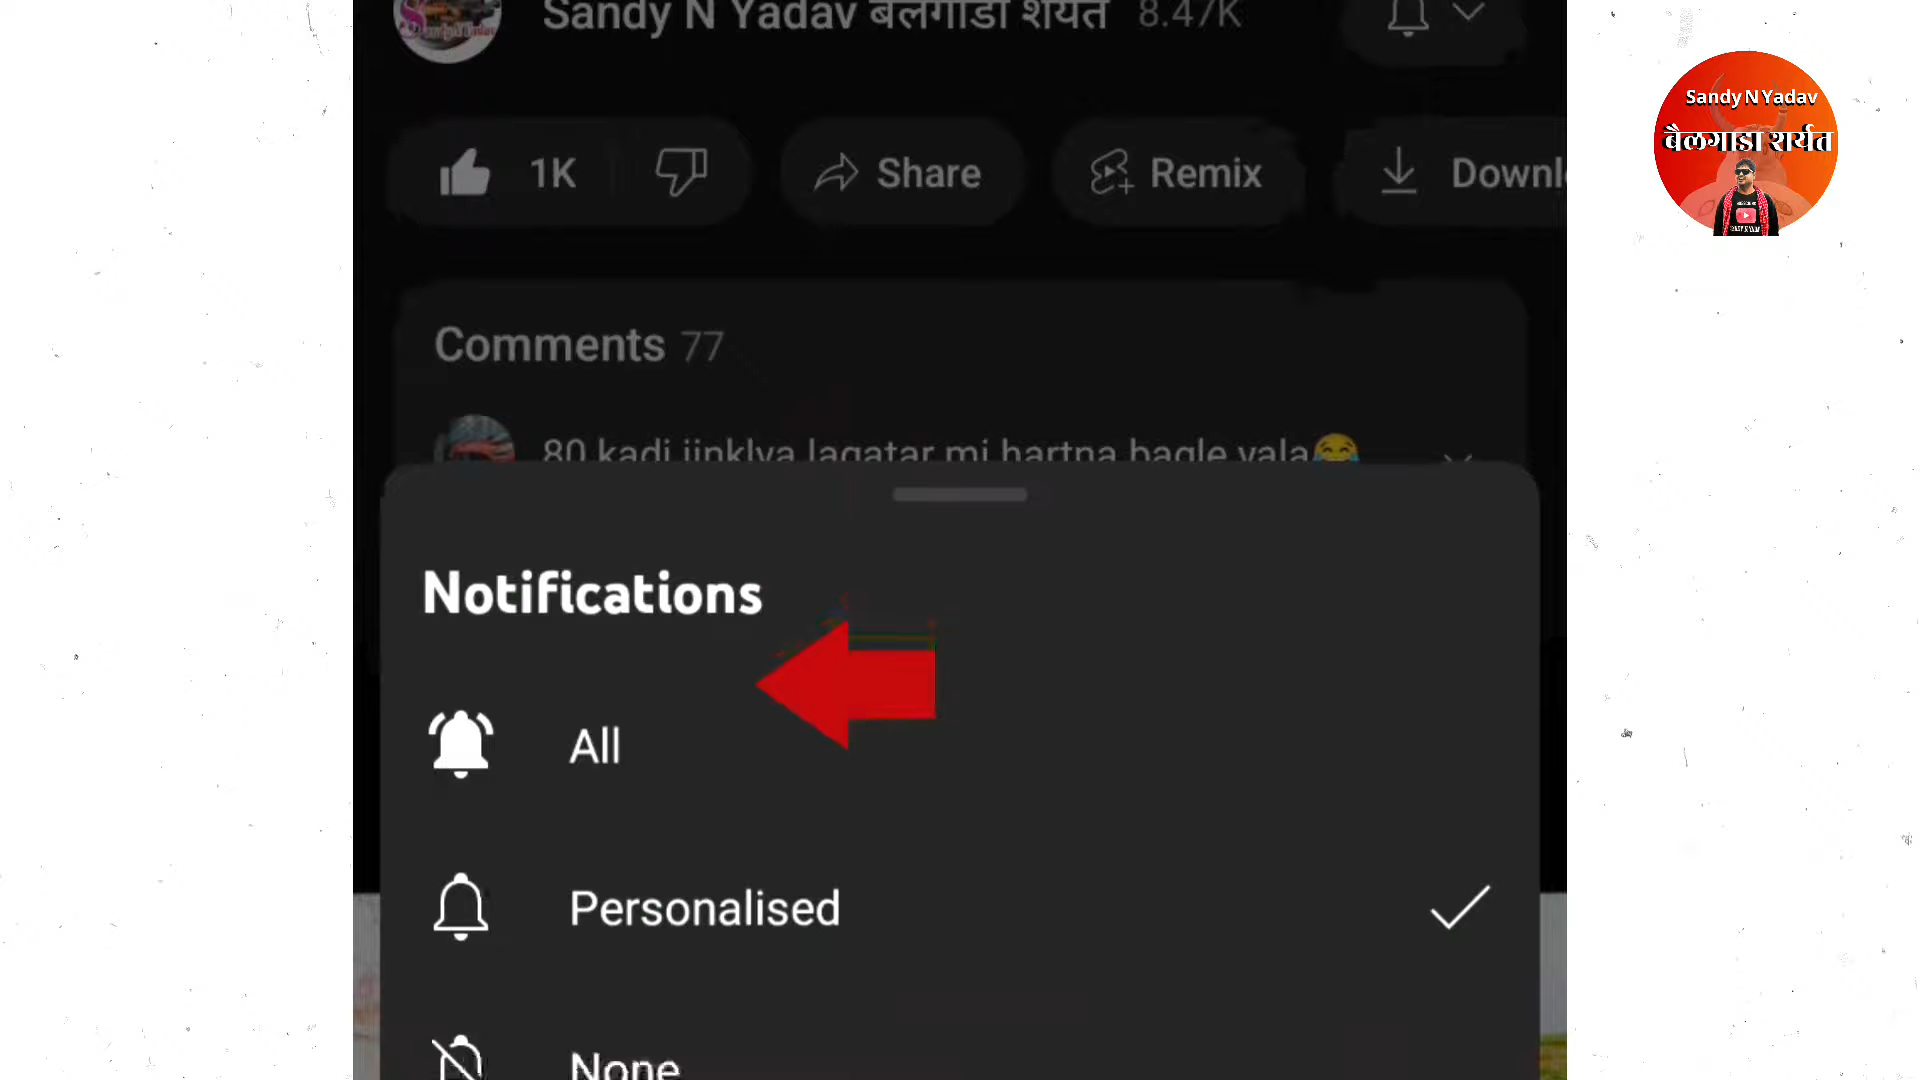 Sandy N Yadav बैलगाडा शर्यत 8.47K
1K Share Remix Downl
Comments 77
80 kadi jinklya lagatar mi hartna bagle vala😂
Notifications
All
Personalised
None
Sandy N Yadav
बैलगाडा शर्यत